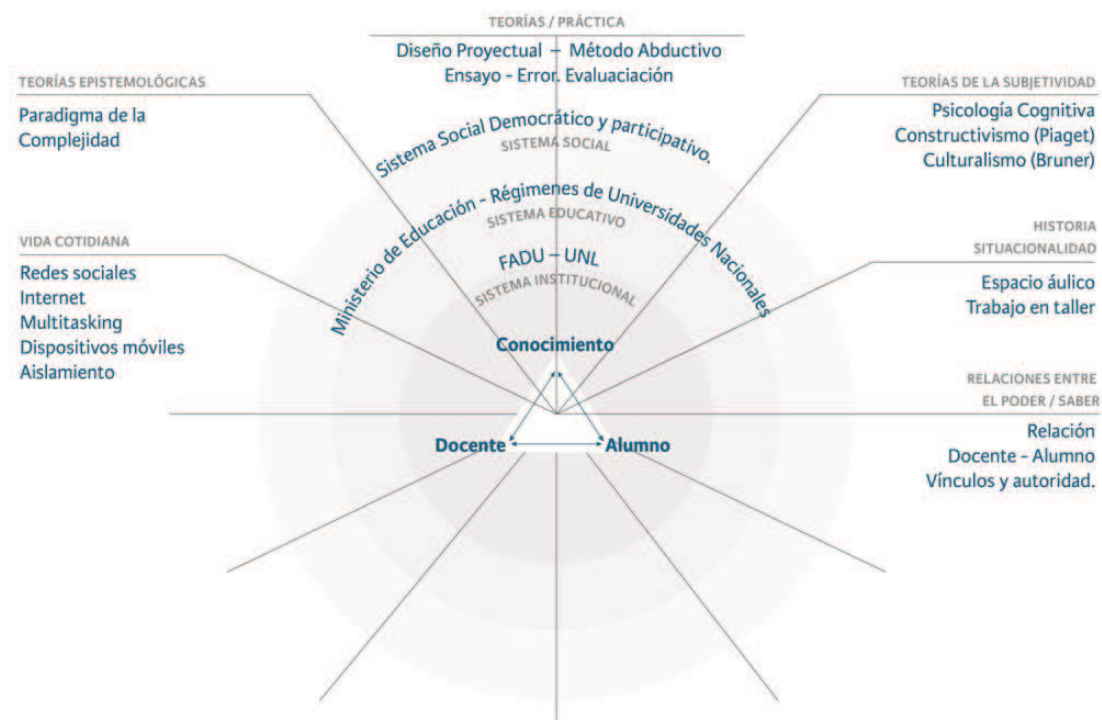 TEORÍAS / PRÁCTICA
Diseño Proyectual – Método Abductivo
Ensayo - Error. Evaluaciación
TEORÍAS EPISTEMOLÓGICAS
Paradigma de la
Complejidad
TEORÍAS DE LA SUBJETIVIDAD
Psicología Cognitiva
Constructivismo (Piaget)
Culturalismo (Bruner)
Sistema Social Democrático y participativo.
SISTEMA SOCIAL
Ministerio de Educación - Régimenes de Universidades Nacionales
SISTEMA EDUCATIVO
FADU – UNL
SISTEMA INSTITUCIONAL
VIDA COTIDIANA
Redes sociales
Internet
Multitasking
Dispositivos móviles
Aislamiento
HISTORIA
SITUACIONALIDAD
Espacio áulico
Trabajo en taller
Conocimiento
Docente
Alumno
RELACIONES ENTRE
EL PODER / SABER
Relación
Docente - Alumno
Vínculos y autoridad.